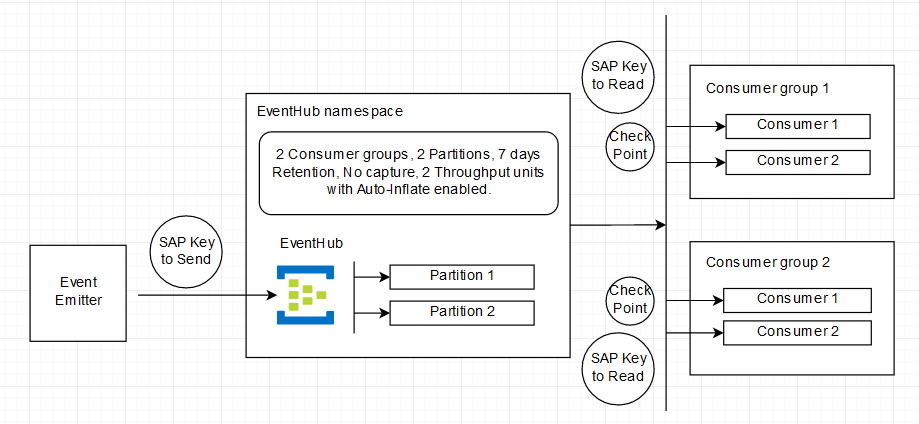 Event
Emitter
SAP Key
to Send
EventHub namespace
2 Consumer groups, 2 Partitions, 7 days
Retention, No capture, 2 Throughput units
with Auto-Inflate enabled.
EventHub
Partition 1
Partition 2
SAP Key
to Read
Check
Point
Consumer group 1
Consumer 1
Consumer 2
Check
Point
SAP Key
to Read
Consumer group 2
Consumer 1
Consumer 2